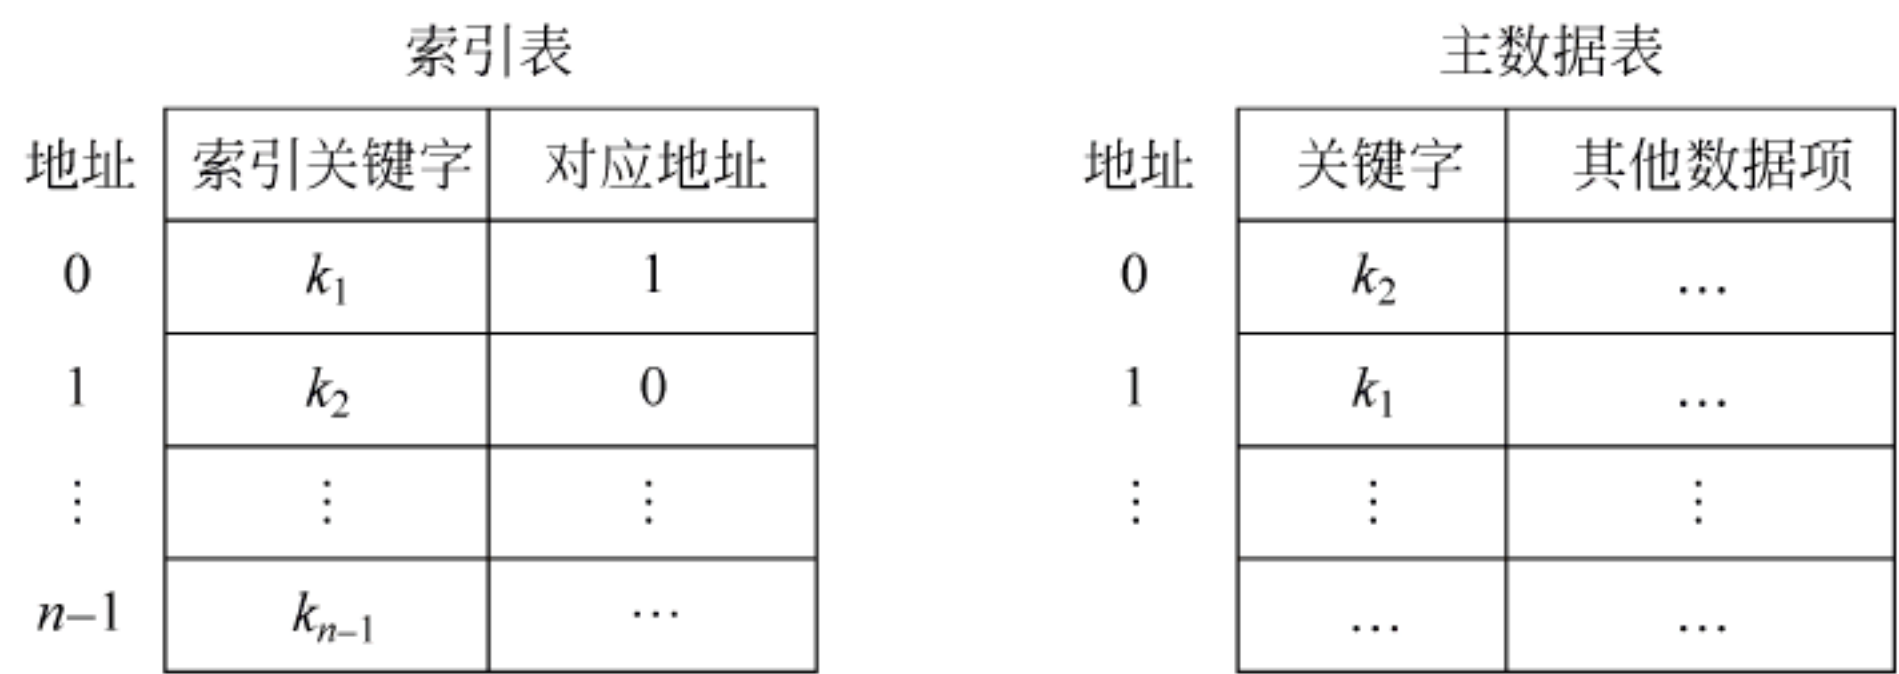 索引表 主数据表
地址 索引关键字 对应地址 地址 关键字 其他数据项
0 k1 1 0 k2 …
1 k2 0 1 k1 …
⋮ ⋮ ⋮ ⋮ ⋮ ⋮
n–1 kn–1 … … …